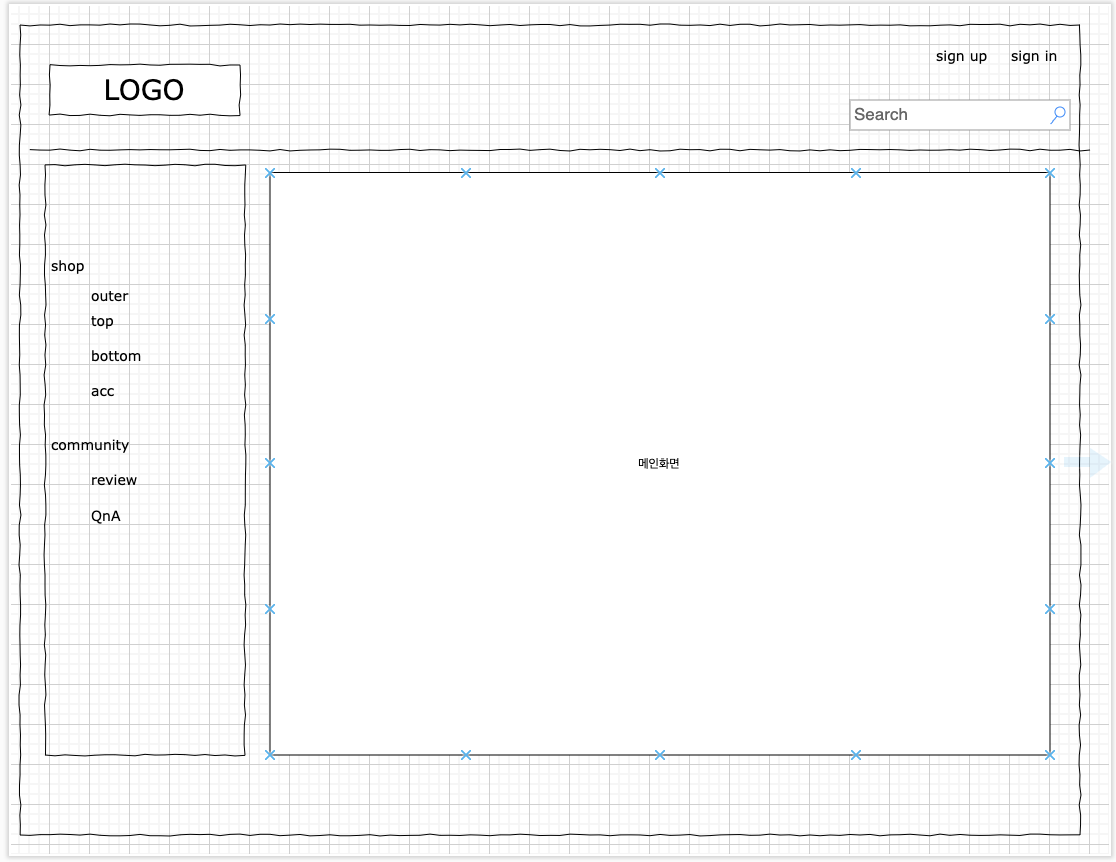 sign up sign in
LOGO
Search
shop
outer
top
bottom
acc
community
review
QnA
메인화면